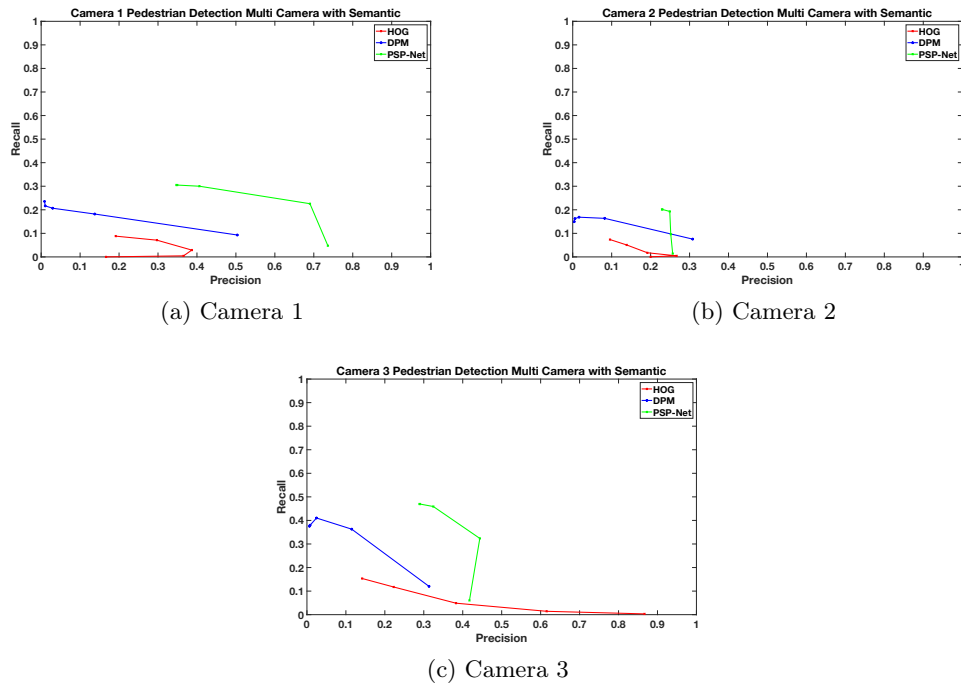 Camera 1 Pedestrian Detection Multi Camera with Semantic
1
0.9
0.8
0.7
0.6
0.5
0.4
0.3
0.2
0.1
0
Recall
HOG
DPM
PSP-Net
0 0.1 0.2 0.3 0.4 0.5 0.6 0.7 0.8 0.9 1
Precision
(a) Camera 1
Camera 2 Pedestrian Detection Multi Camera with Semantic
1
0.9
0.8
0.7
0.6
0.5
0.4
0.3
0.2
0.1
0
Recall
HOG
DPM
PSP-Net
0 0.1 0.2 0.3 0.4 0.5 0.6 0.7 0.8 0.9 1
Precision
(b) Camera 2
Camera 3 Pedestrian Detection Multi Camera with Semantic
1
0.9
0.8
0.7
0.6
0.5
0.4
0.3
0.2
0.1
0
Recall
HOG
DPM
PSP-Net
0 0.1 0.2 0.3 0.4 0.5 0.6 0.7 0.8 0.9 1
Precision
(c) Camera 3